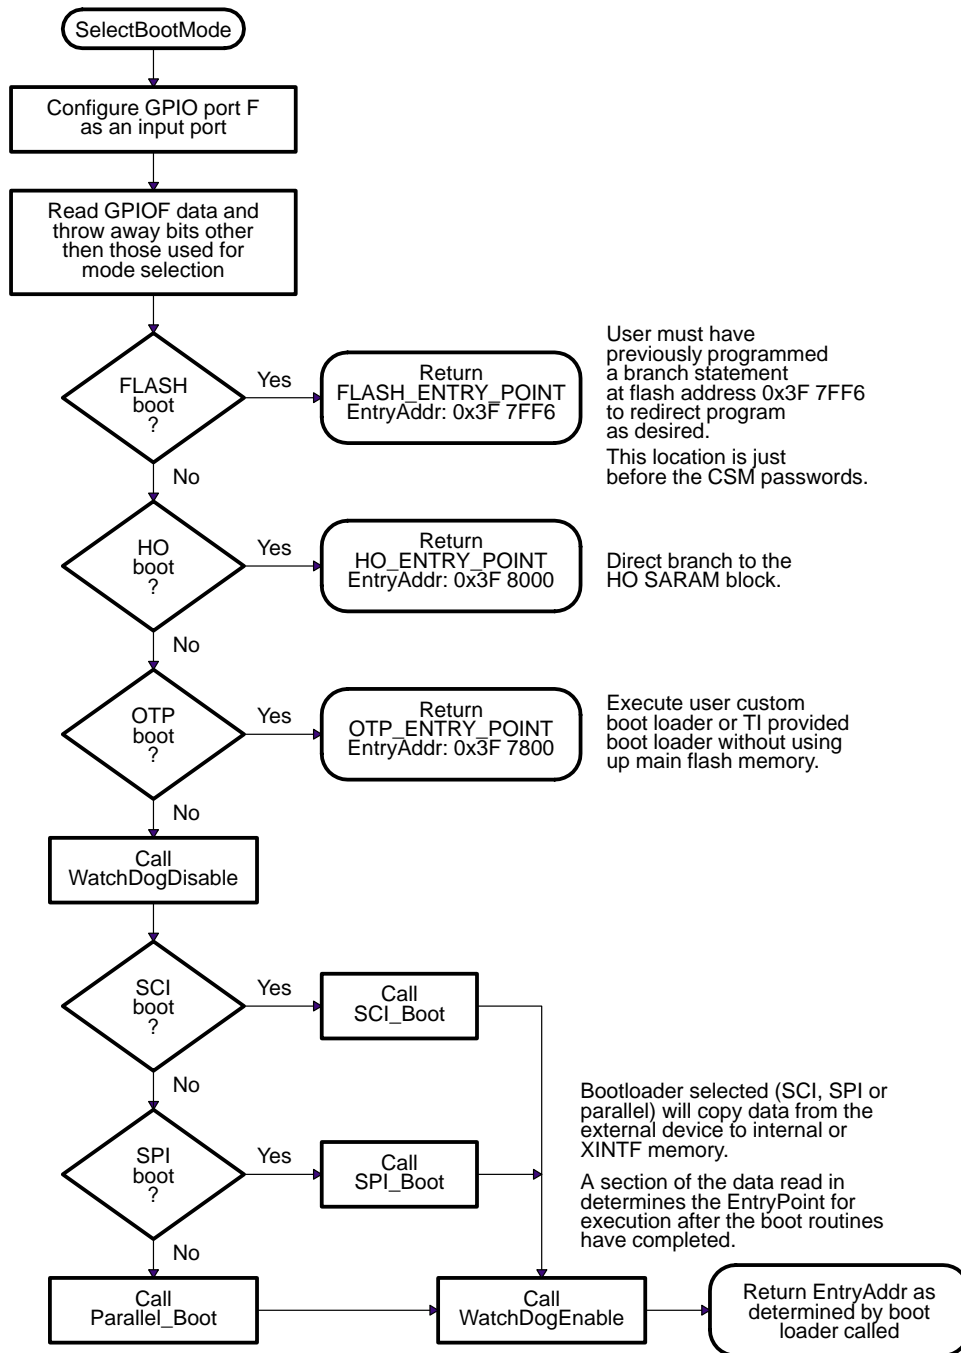 SelectBootMode
Configure GPIO port F
as an input port
Read GPIOF data and
throw away bits other
then those used for
mode selection
FLASH
boot
?
Yes
Return
FLASH_ENTRY_POINT
EntryAddr: 0x3F 7FF6
User must have
previously programmed
a branch statement
at flash address 0x3F 7FF6
to redirect program
as desired.
This location is just
before the CSM passwords.
No
HO
boot
?
Yes
Return
HO_ENTRY_POINT
EntryAddr: 0x3F 8000
Direct branch to the
HO SARAM block.
No
OTP
boot
?
Yes
Return
OTP_ENTRY_POINT
EntryAddr: 0x3F 7800
Execute user custom
boot loader or TI provided
boot loader without using
up main flash memory.
No
Call
WatchDogDisable
SCI
boot
?
Yes
Call
SCI_Boot
No
SPI
boot
?
Yes
Call
SPI_Boot
Bootloader selected (SCI, SPI or
parallel) will copy data from the
external device to internal or
XINTF memory.
A section of the data read in
determines the EntryPoint for
execution after the boot routines
have completed.
No
Call
Parallel_Boot
Call
WatchDogEnable
Return EntryAddr as
determined by boot
loader called